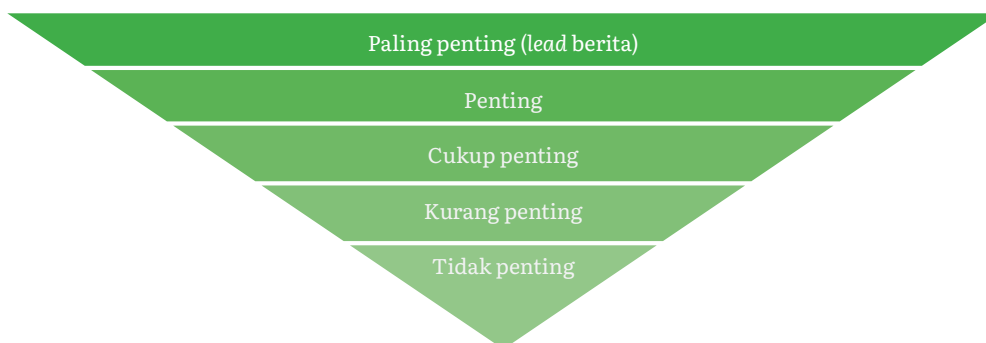 Paling penting (lead berita)
Penting
Cukup penting
Kurang penting
Tidak penting